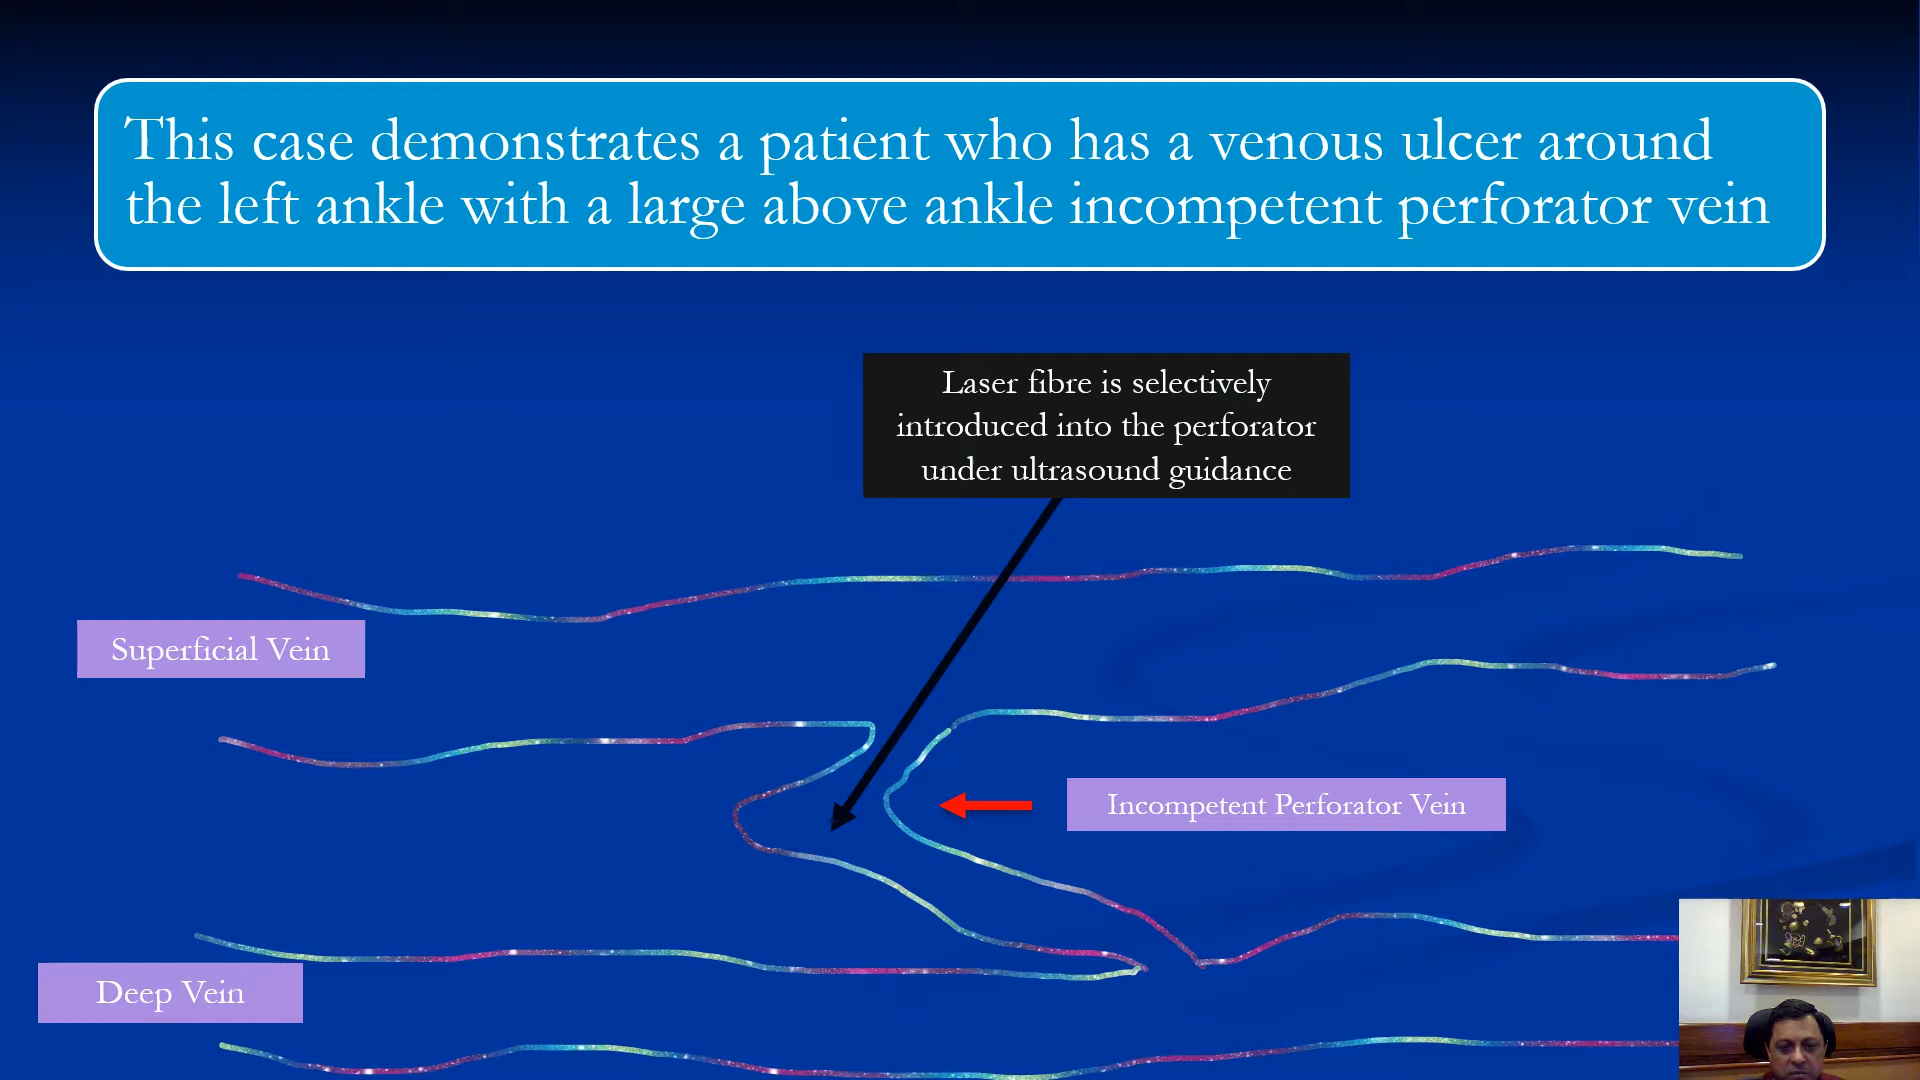 This case demonstrates a patient who has a venous ulcer around
the left ankle with a large above ankle incompetent perforator vein
Laser fibre is selectively
introduced into the perforator
under ultrasound guidance
Superficial Vein
Incompetent Perforator Vein
Deep Vein